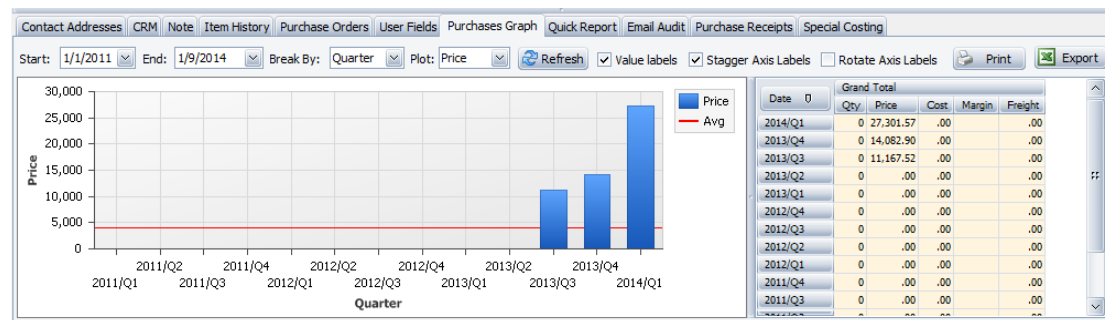 Contact Addresses CRM Note Item History Purchase Orders User Fields Purchases Graph Quick Report Email Audit Purchase Receipts Special Costing
Start: 1/1/2011 End: 1/9/2014 Break By: Quarter Plot: Price Refresh Value labels Stagger Axis Labels Rotate Axis Labels Print Export
30,000
25,000
20,000
15,000
10,000
5,000
0
Price
2011/Q2 2011/Q4 2012/Q2 2012/Q4 2013/Q2 2013/Q4
2011/Q1 2011/Q3 2012/Q1 2012/Q3 2013/Q1 2013/Q3 2014/Q1
Quarter
Price
Avg
Grand Total
Date Qty Price Cost Margin Freight
2014/Q1 0 27,301.57 .00 .00
2013/Q4 0 14,082.90 .00 .00
2013/Q3 0 11,167.52 .00 .00
2013/Q2 0 .00 .00 .00
2013/Q1 0 .00 .00 .00
2012/Q4 0 .00 .00 .00
2012/Q3 0 .00 .00 .00
2012/Q2 0 .00 .00 .00
2012/Q1 0 .00 .00 .00
2011/Q4 0 .00 .00 .00
2011/Q3 0 .00 .00 .00